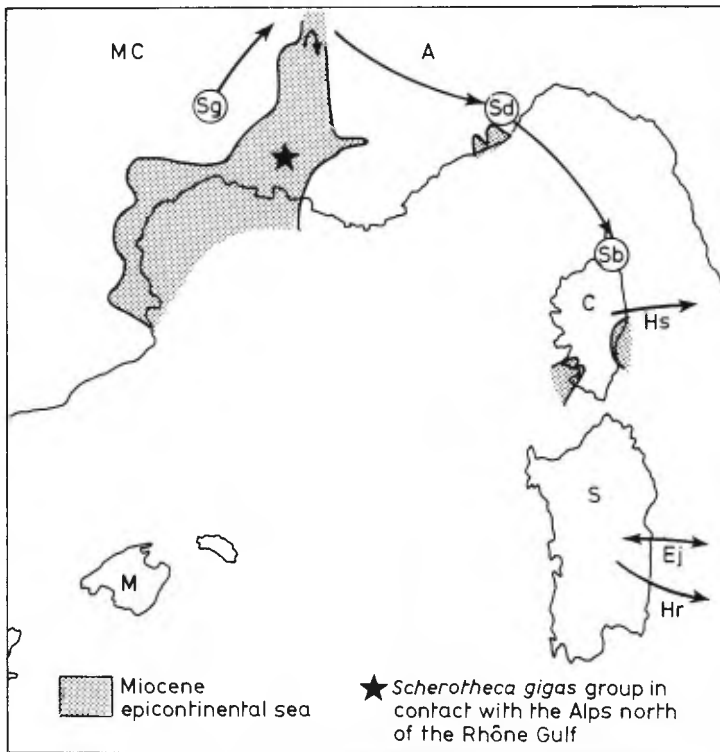 MC
A
Sg
Sd
Sb
C
Hs
S
Ej
Hr
M
Miocene
epicontinental sea
Scherotheca gigas group in
contact with the Alps north
of the Rhône Gulf